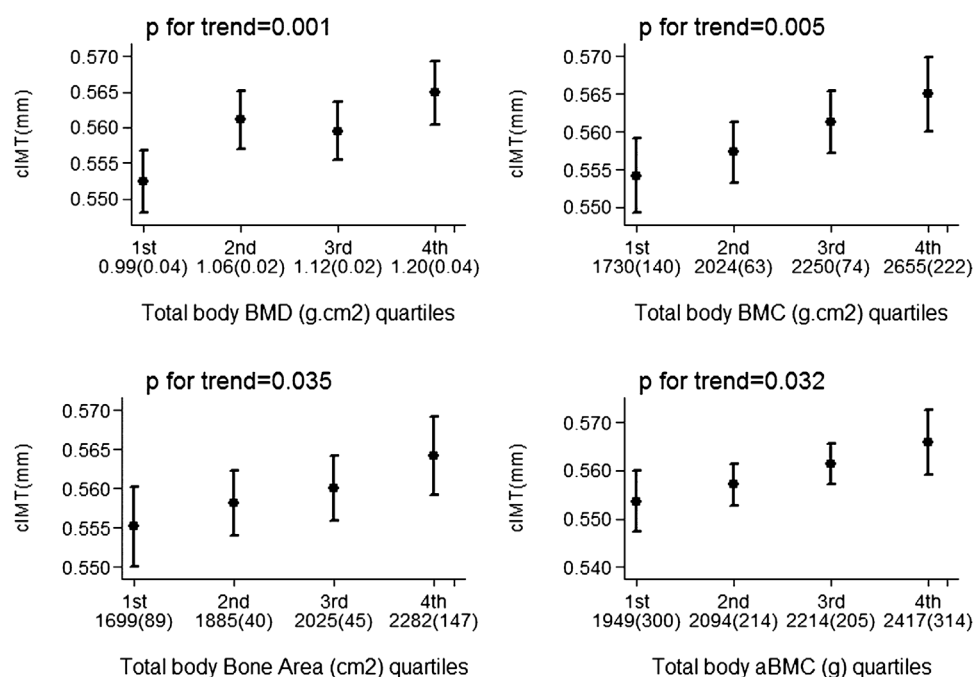 p for trend=0.001
cIMT(mm)
0.570
0.565
0.560
0.555
0.550
1st 2nd 3rd 4th
0.99(0.04) 1.06(0.02) 1.12(0.02) 1.20(0.04)
Total body BMD (g.cm2) quartiles
p for trend=0.005
cIMT(mm)
0.570
0.565
0.560
0.555
0.550
1st 2nd 3rd 4th
1730(140) 2024(63) 2250(74) 2655(222)
Total body BMC (g.cm2) quartiles
p for trend=0.035
cIMT(mm)
0.570
0.565
0.560
0.555
0.550
1st 2nd 3rd 4th
1699(89) 1885(40) 2025(45) 2282(147)
Total body Bone Area (cm2) quartiles
p for trend=0.032
cIMT(mm)
0.570
0.560
0.550
0.540
1st 2nd 3rd 4th
1949(300) 2094(214) 2214(205) 2417(314)
Total body aBMC (g) quartiles